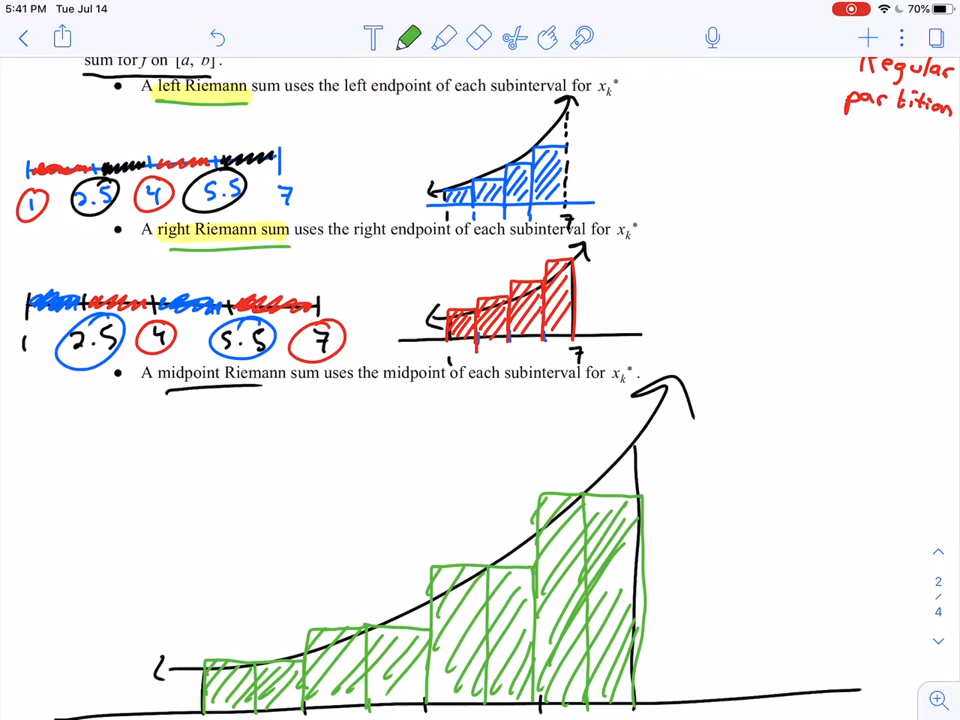 5:41 PM Tue Jul 14
70%
T
sum for f on [a, b].
Regular
partition
• A left Riemann sum uses the left endpoint of each subinterval for xₖ*
1 2.5 4 5.5 7
1 7
• A right Riemann sum uses the right endpoint of each subinterval for xₖ*
1 2.5 4 5.5 7
1 7
• A midpoint Riemann sum uses the midpoint of each subinterval for xₖ*.
2
/
4